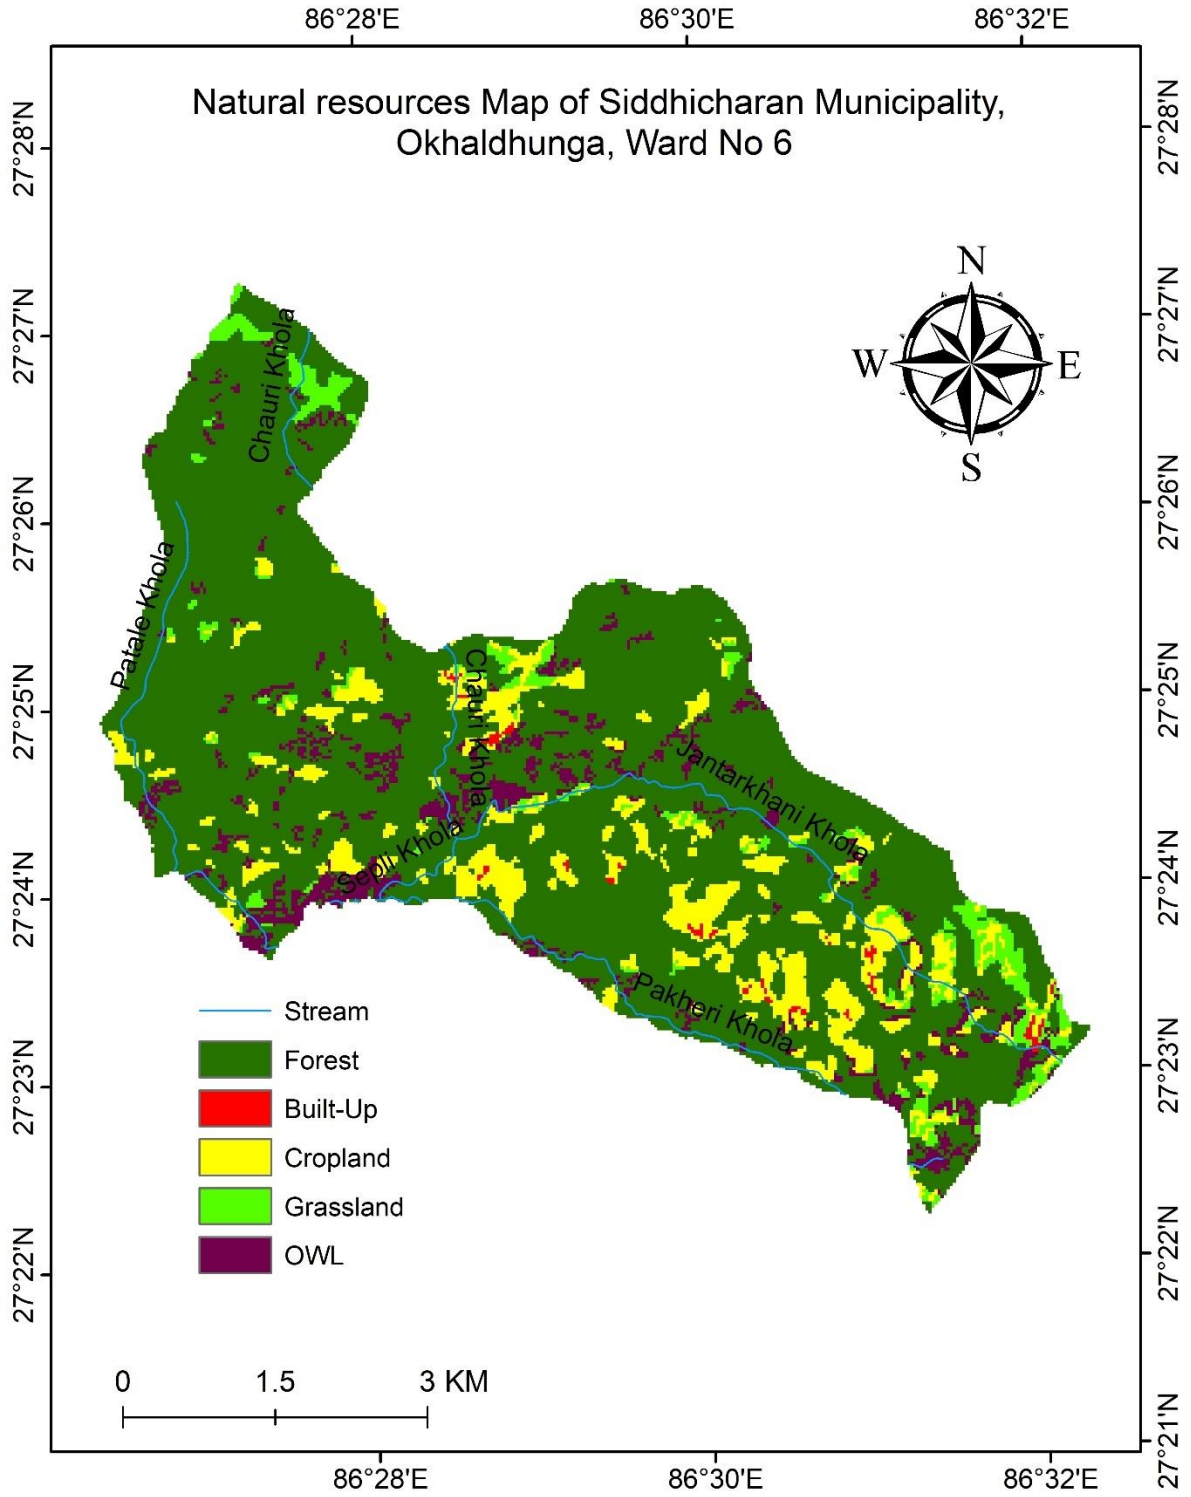 86°28'E
86°30'E
86°32'E
Natural resources Map of Siddhicharan Municipality,
Okhaldhunga, Ward No 6
27°28'N
27°28'N
N
W
E
S
27°27'N
27°27'N
Chauri Khola
27°26'N
27°26'N
Patale Khola
Chauri Khola
27°25'N
27°25'N
Jantarkhani Khola
Sepli Khola
27°24'N
27°24'N
Pakheri Khola
Stream
Forest
27°23'N
27°23'N
Built-Up
Cropland
Grassland
OWL
27°22'N
27°22'N
0 1.5 3 KM
27°21'N
86°28'E
86°30'E
86°32'E